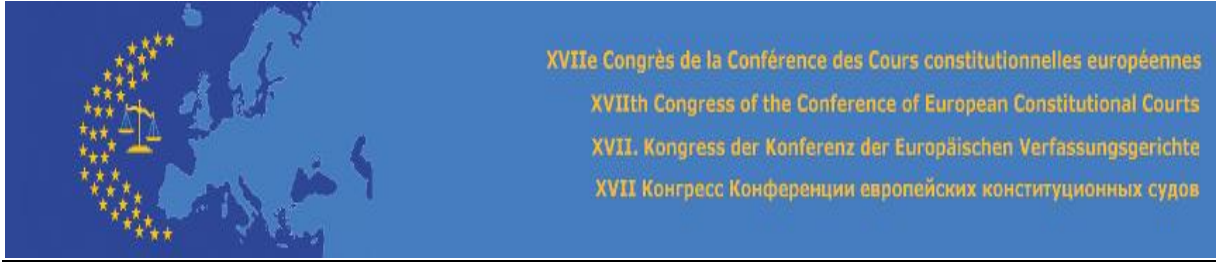 XVIIe Congrès de la Conférence des Cours constitutionnelles européennes
XVIIth Congress of the Conference of European Constitutional Courts
XVII. Kongress der Konferenz der Europäischen Verfassungsgerichte
XVII Конгресс Конференции европейских конституционных судов